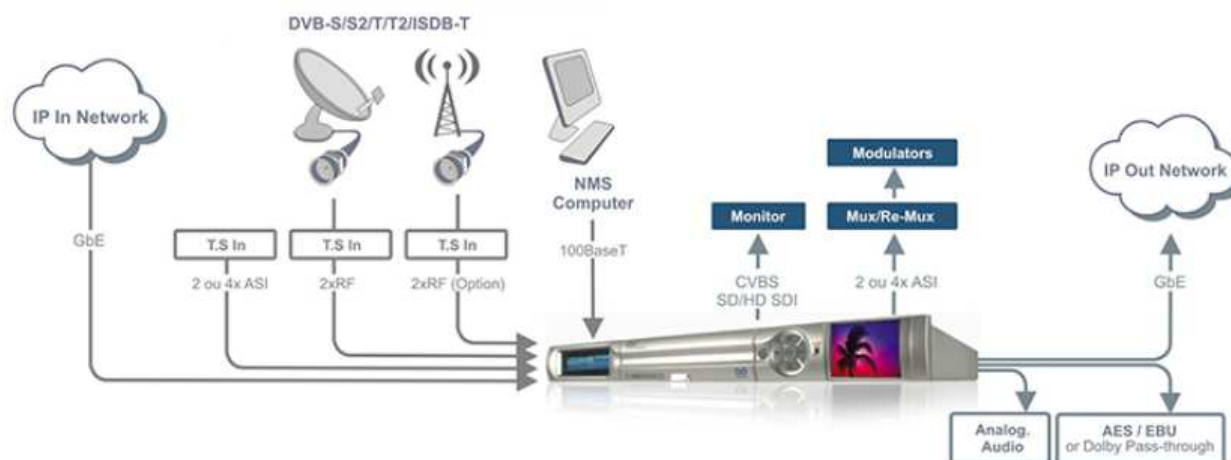 DVB-S/S2/T/T2/ISDB-T
IP In Network
NMS
Computer
Modulators
IP Out Network
Monitor
Mux/Re-Mux
GbE
T.S In
T.S In
T.S In
100BaseT
2 ou 4x ASI
2xRF
2xRF (Option)
CVBS
SD/HD SDI
2 ou 4x ASI
GbE
Analog.
Audio
AES / EBU
or Dolby Pass-through